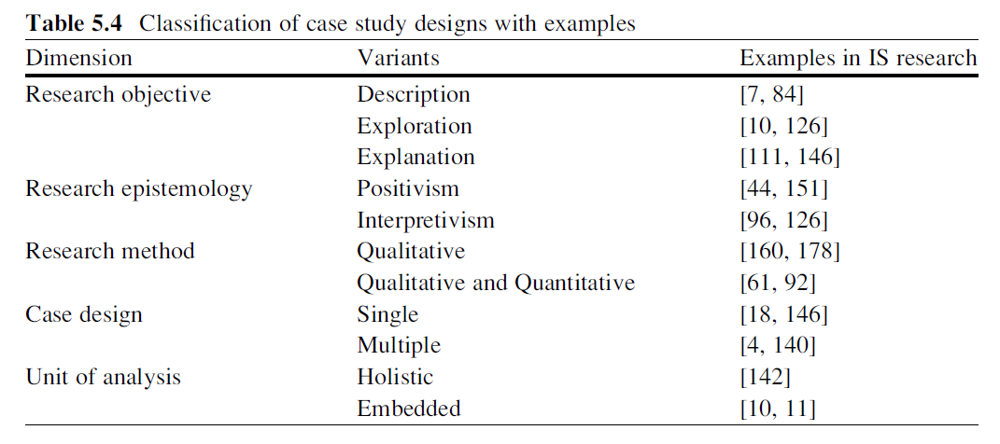 Table 5.4 Classification of case study designs with examples
Dimension Variants Examples in IS research
Research objective Description [7, 84]
Exploration [10, 126]
Explanation [111, 146]
Research epistemology Positivism [44, 151]
Interpretivism [96, 126]
Research method Qualitative [160, 178]
Qualitative and Quantitative [61, 92]
Case design Single [18, 146]
Multiple [4, 140]
Unit of analysis Holistic [142]
Embedded [10, 11]